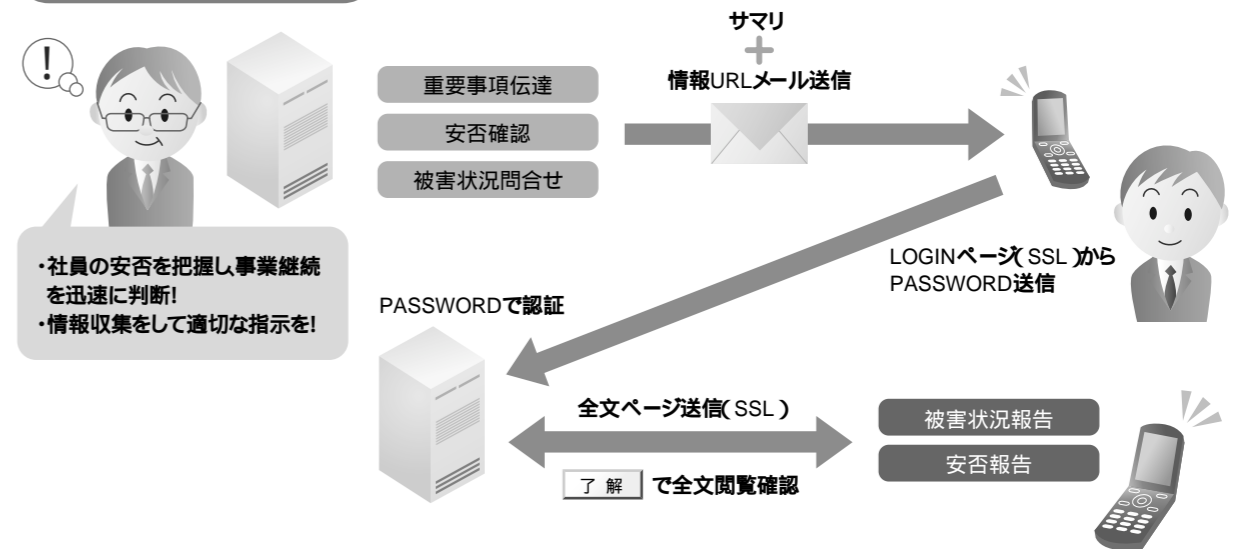 !
サマリ
+
情報URLメール送信
重要事項伝達
安否確認
被害状況問合せ
・社員の安否を把握し、事業継続
を迅速に判断!
・情報収集をして適切な指示を!
LOGINページ(SSL)から
PASSWORD送信
PASSWORDで認証
全文ページ送信(SSL)
了解 で全文閲覧確認
被害状況報告
安否報告